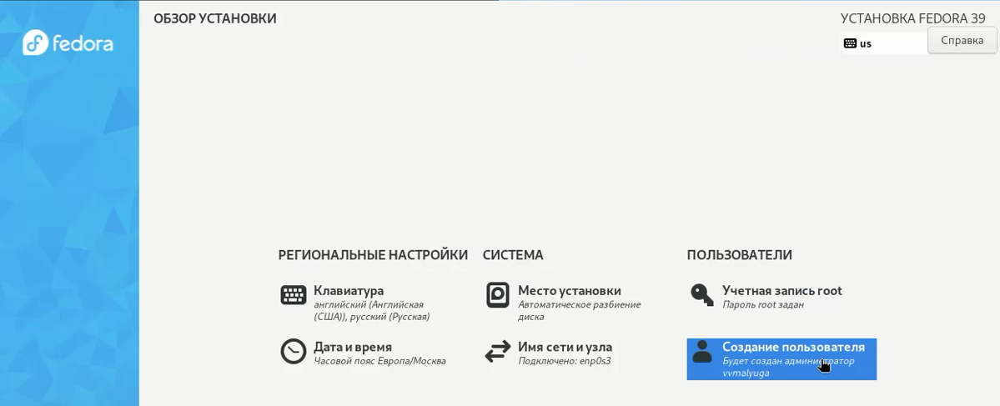 fedora
ОБЗОР УСТАНОВКИ
УСТАНОВКА FEDORA 39
us
Справка
РЕГИОНАЛЬНЫЕ НАСТРОЙКИ
Клавиатура
английский (Английская
(США)), русский (Русская)
Дата и время
Часовой пояс Европа/Москва
СИСТЕМА
Место установки
Автоматическое разбиение
диска
Имя сети и узла
Подключено: enp0s3
ПОЛЬЗОВАТЕЛИ
Учетная запись root
Пароль root задан
Создание пользователя
Будет создан администратор
vvmalyuga